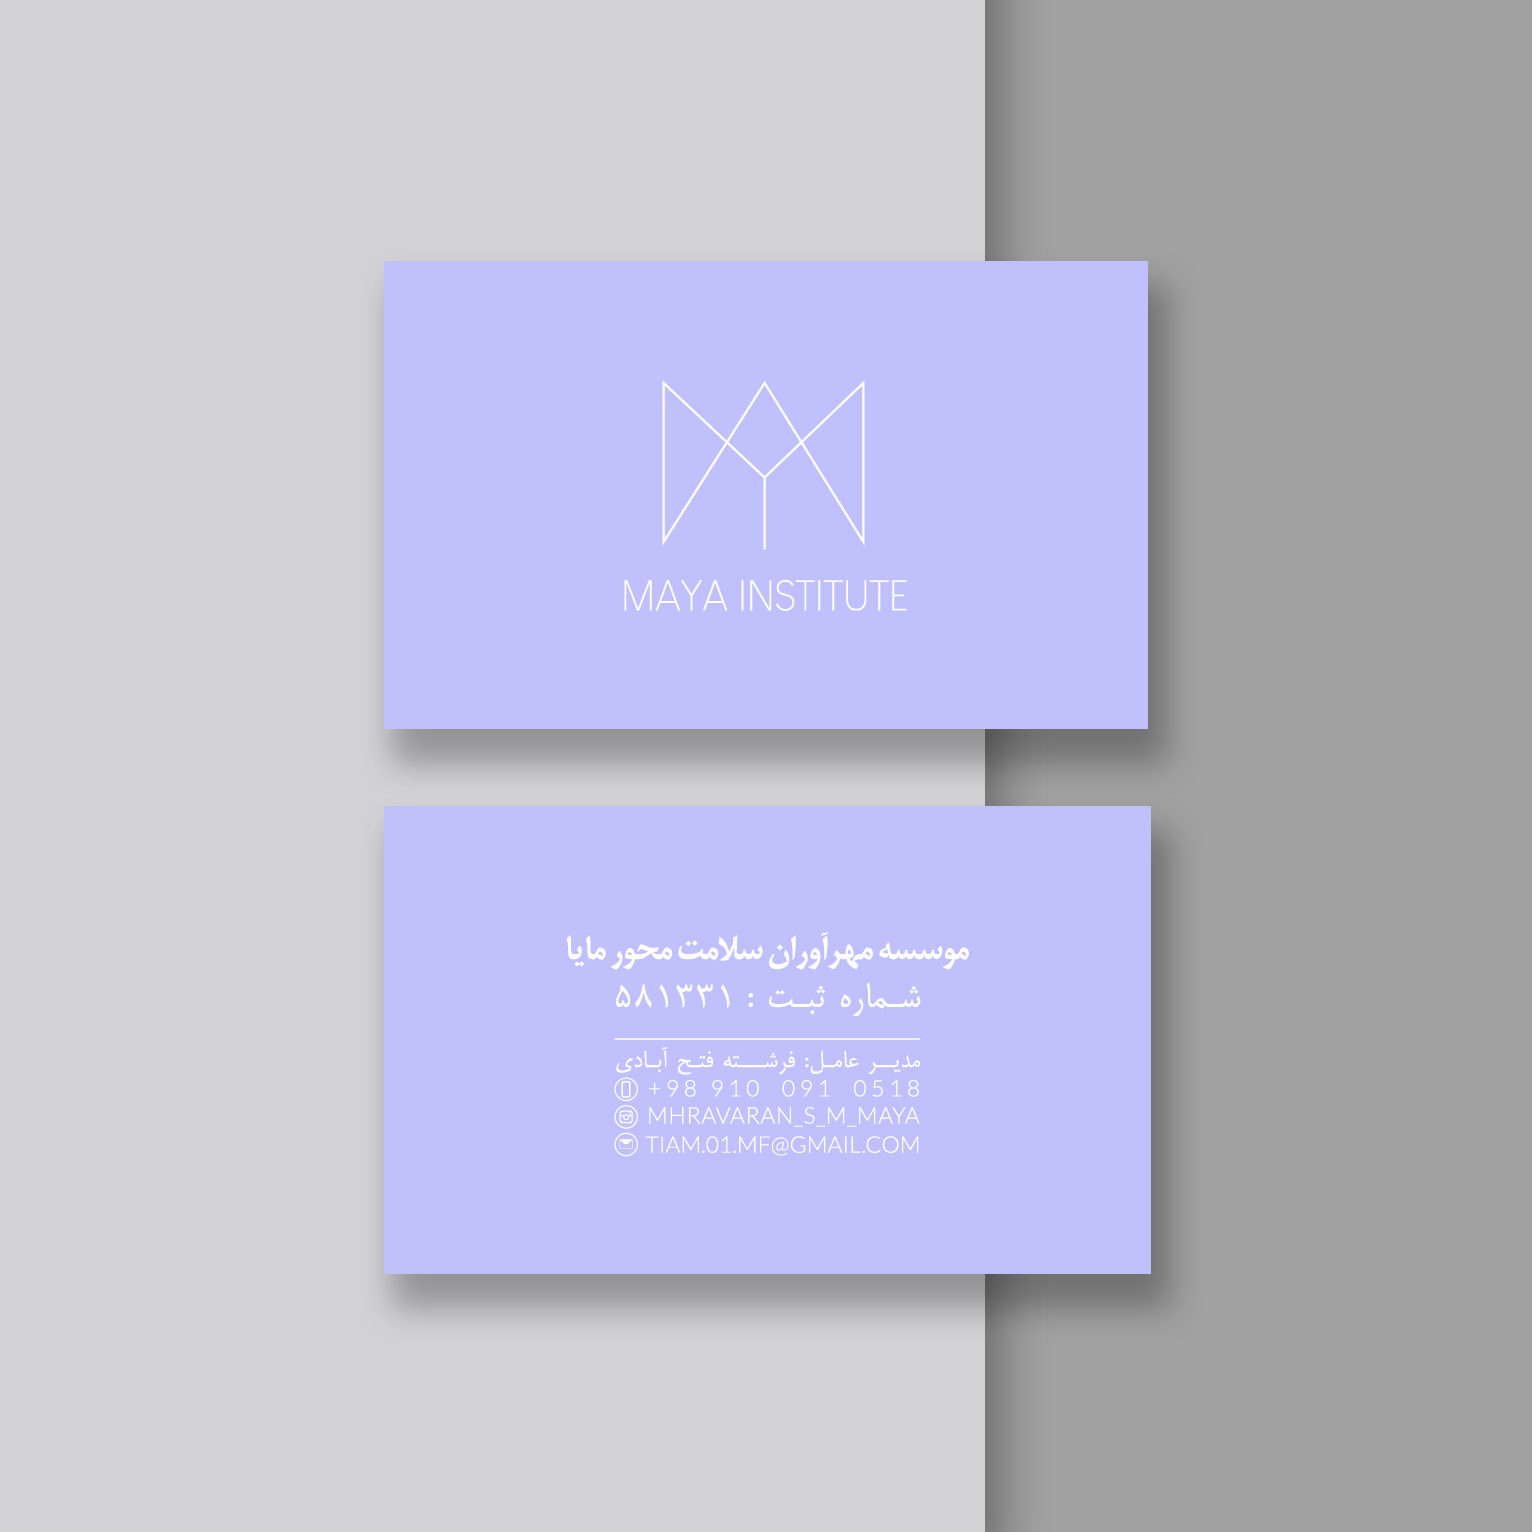 MAYA INSTITUTE
موسسه مهرآوران سلامت محور مایا
شماره ثبت : ۵۸۱۳۳۱
مدیر عامل: فرشته فتح آبادی
+98 910 091 0518
MHRAVARAN_S_M_MAYA
TIAM.01.MF@GMAIL.COM